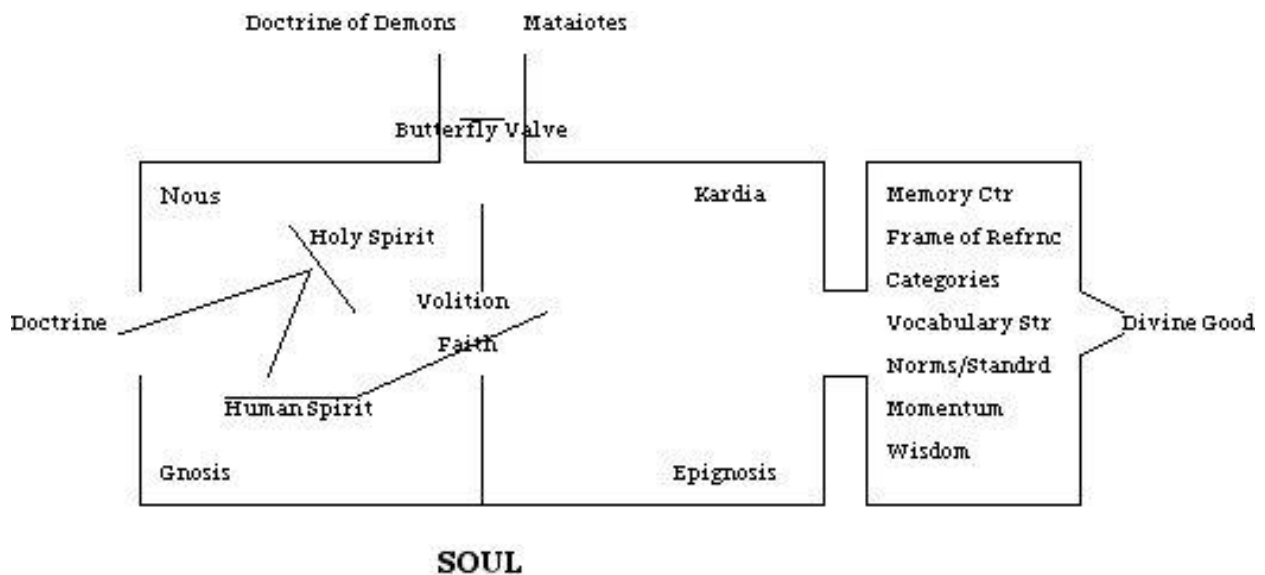 Doctrine of Demons
Mataiotes
Butterfly Valve
Nous
Kardia
Memory Ctr
Holy Spirit
Frame of Refrnc
Categories
Volition
Doctrine
Vocabulary Str
Divine Good
Faith
Norms/Standrd
Human Spirit
Momentum
Wisdom
Gnosis
Epignosis
SOUL